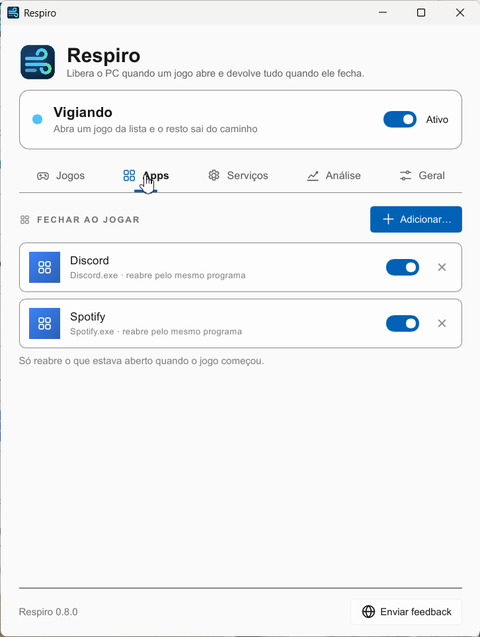 Respiro
Respiro
Libera o PC quando um jogo abre e devolve tudo quando ele fecha.
Vigiando
Abra um jogo da lista e o resto sai do caminho
Ativo
Jogos
Apps
Serviços
Análise
Geral
FECHAR AO JOGAR
Adicionar...
Discord
Discord.exe · reabre pelo mesmo programa
Spotify
Spotify.exe · reabre pelo mesmo programa
Só reabre o que estava aberto quando o jogo começou.
Respiro 0.8.0
Enviar feedback